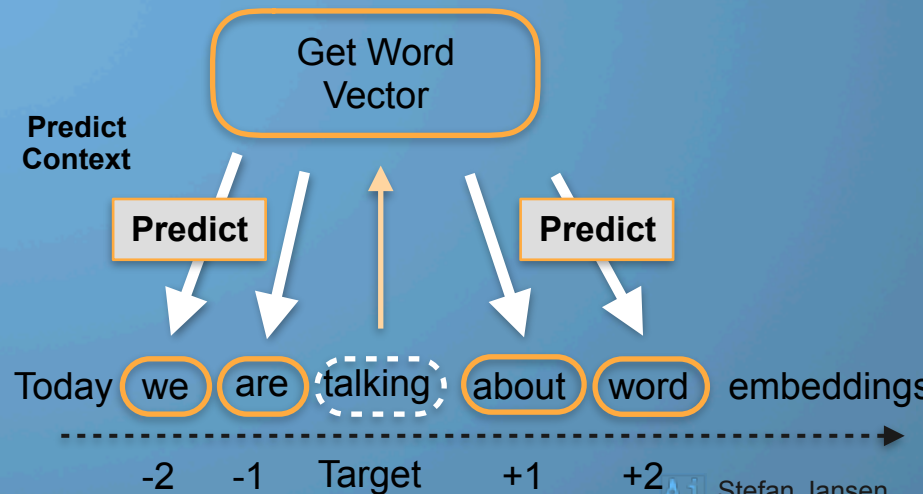 Get Word
Vector
Predict
Context
Predict
Predict
Today we are talking about word embeddings
-2 -1 Target +1 +2
Stefan Jansen